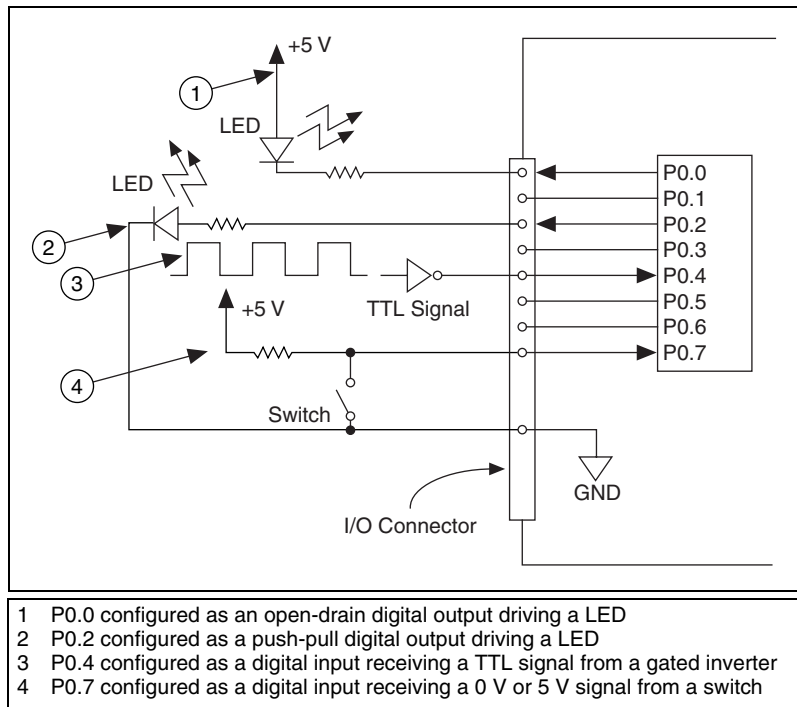 +5 V
1
LED
LED
P0.0
P0.1
2
P0.2
P0.3
3
P0.4
+5 V
TTL Signal
P0.5
P0.6
P0.7
4
Switch
GND
I/O Connector
1 P0.0 configured as an open-drain digital output driving a LED
2 P0.2 configured as a push-pull digital output driving a LED
3 P0.4 configured as a digital input receiving a TTL signal from a gated inverter
4 P0.7 configured as a digital input receiving a 0 V or 5 V signal from a switch